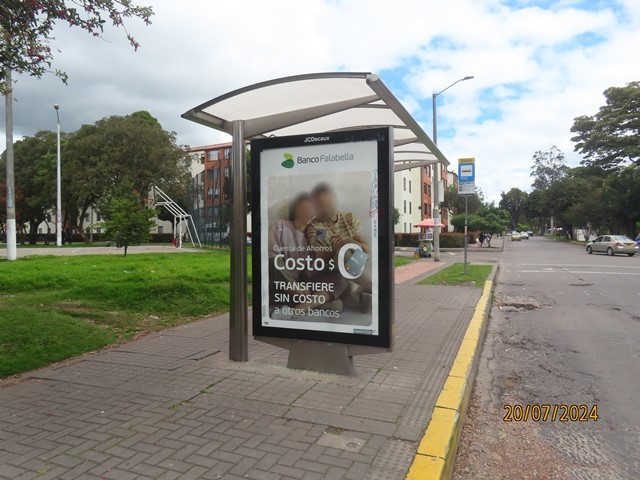 JCDecaux
Banco Falabella
Cuenta de Ahorros
Costo $0
TRANSFIERE
SIN COSTO
a otros bancos
20/07/2024